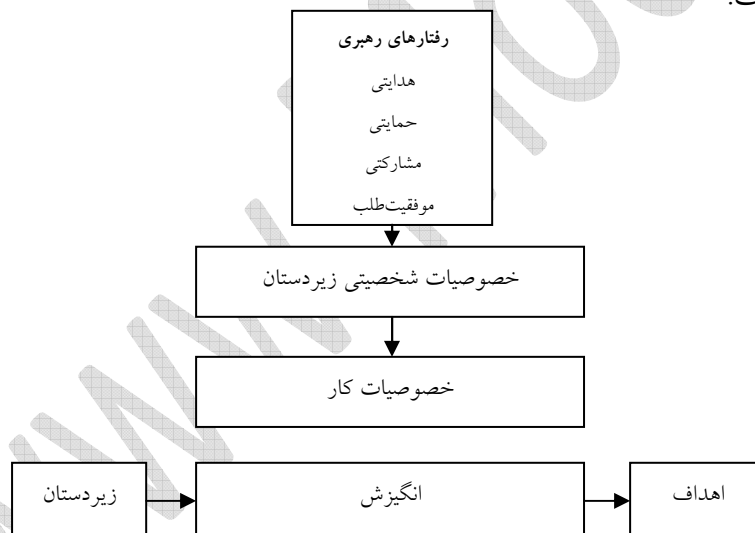 رفتارهای رهبری
هدایتی
حمایتی
مشارکتی
موفقیت‌طلب
خصوصیات شخصیتی زیردستان
خصوصیات کار
زیردستان
انگیزش
اهداف